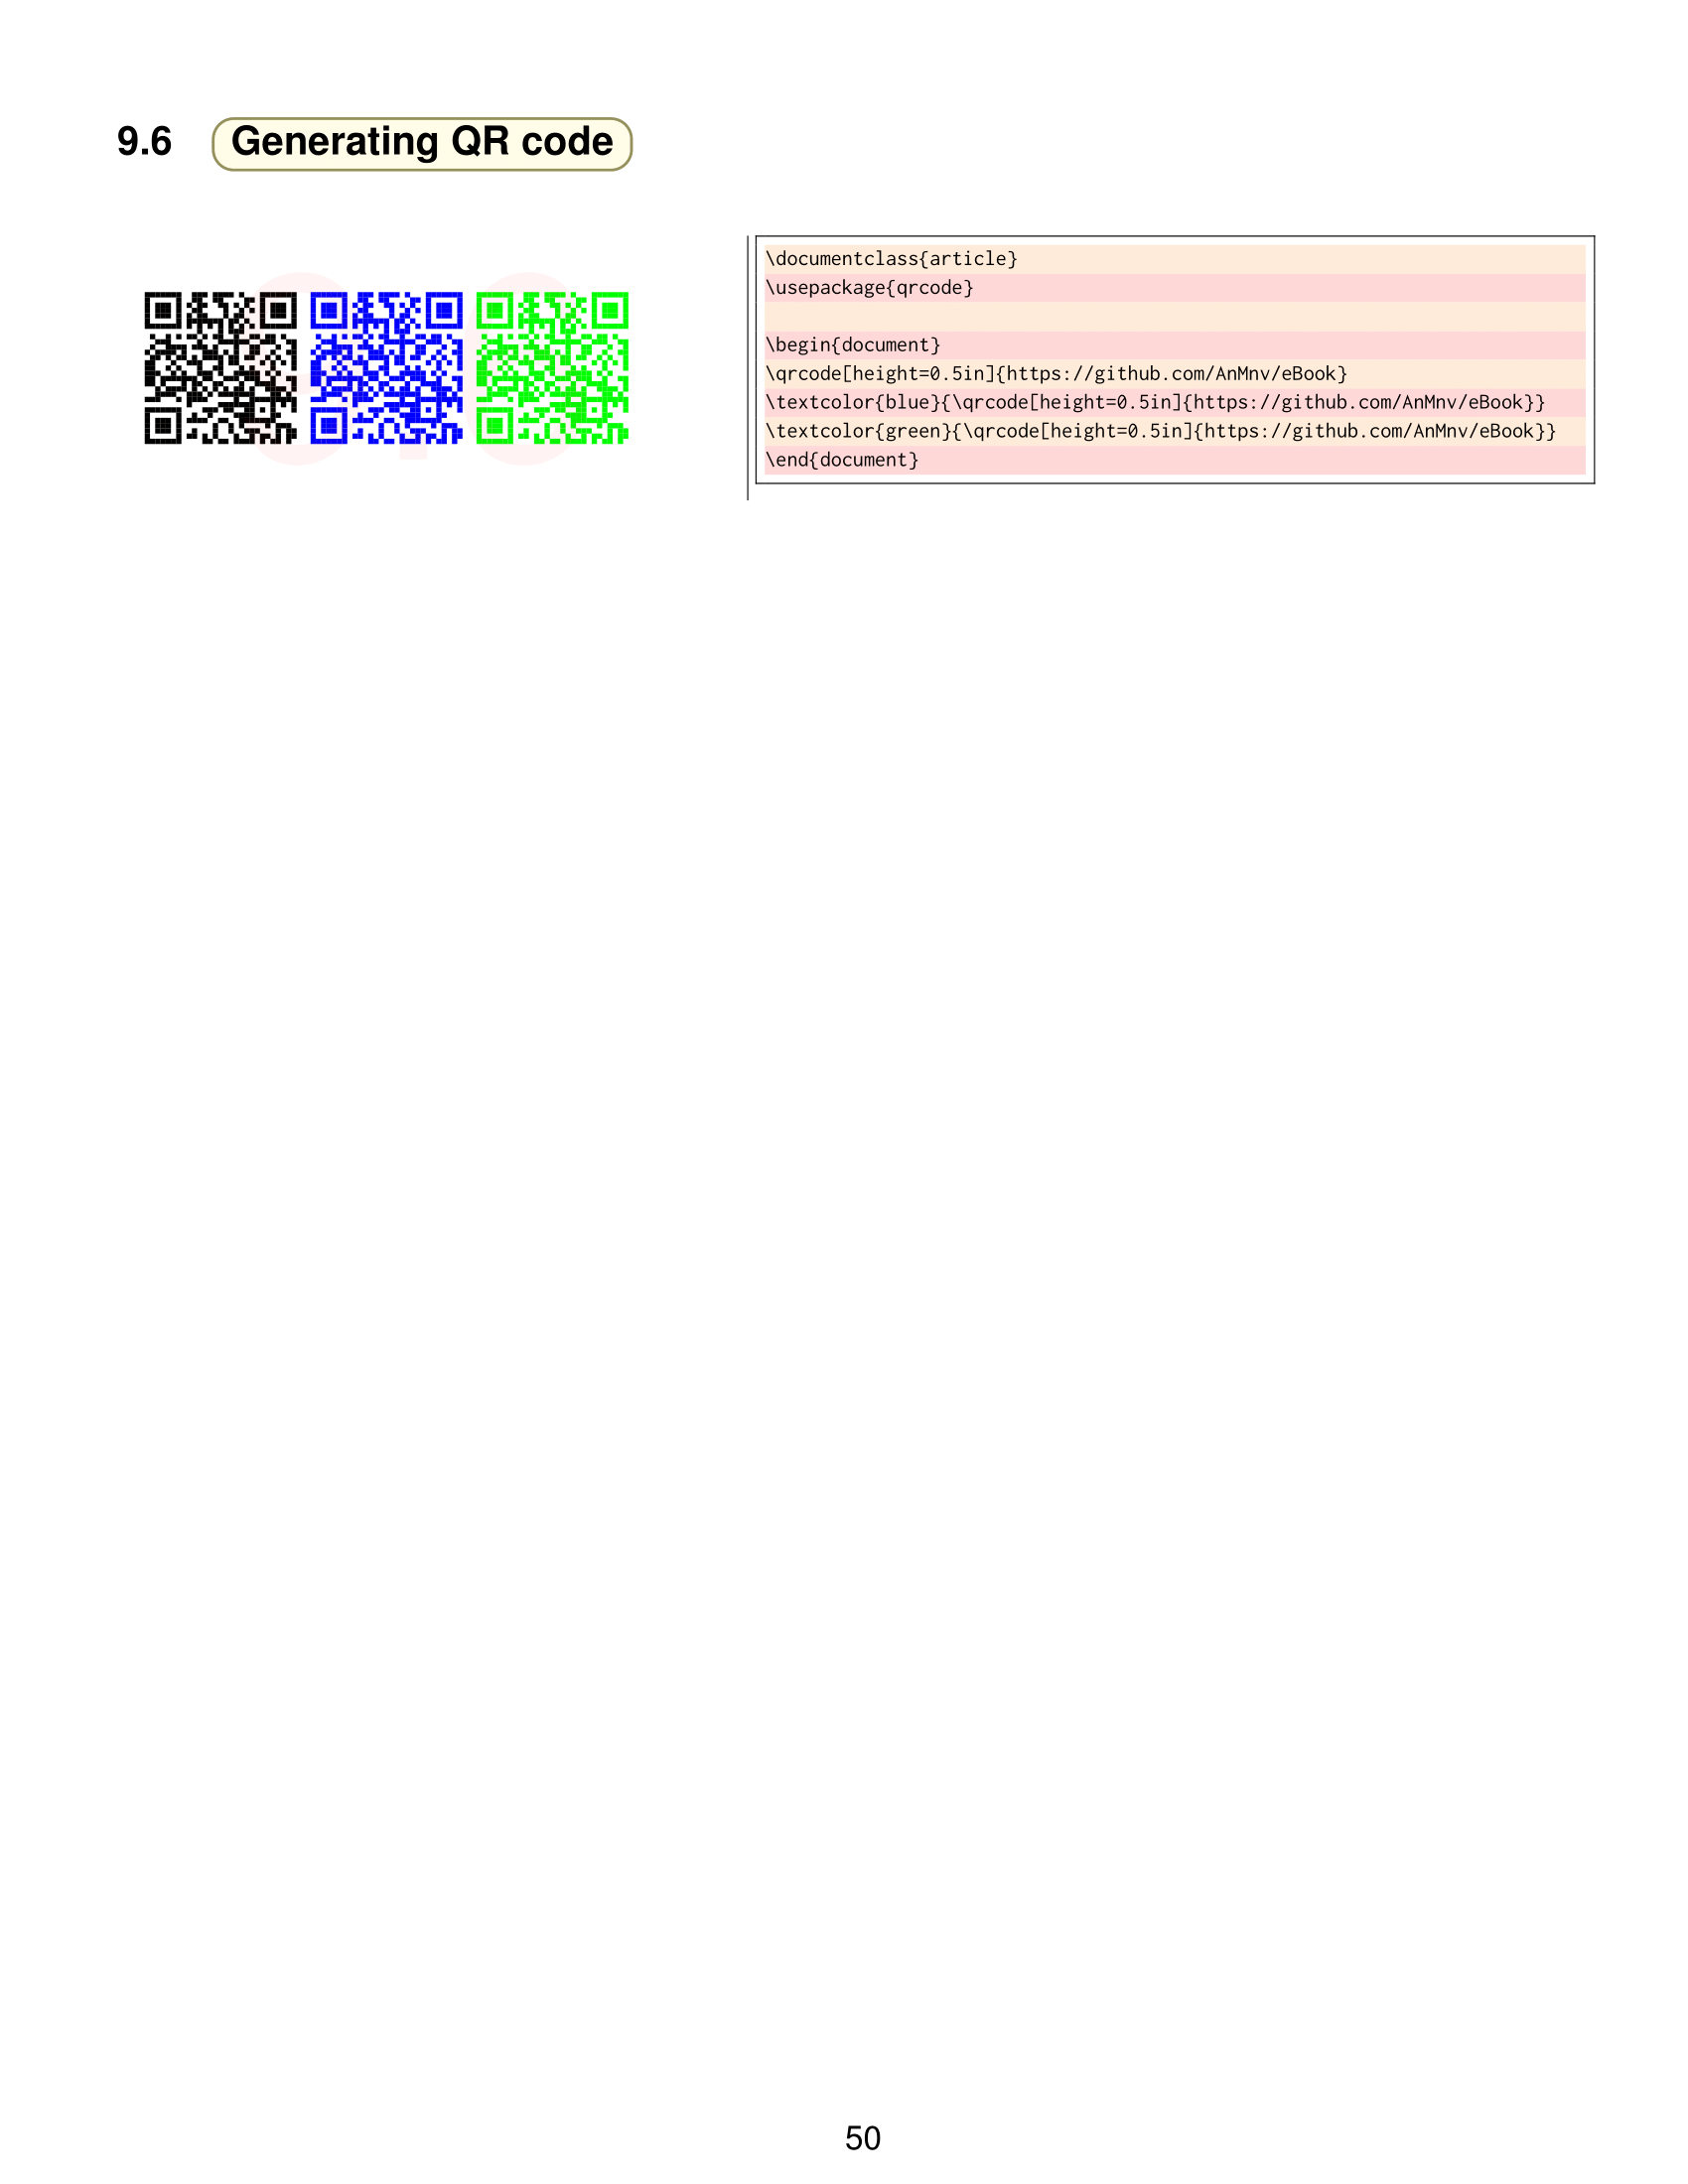 9.6 Generating QR code
\documentclass{article}
\usepackage{qrcode}

\begin{document}
\qrcode[height=0.5in]{https://github.com/AnMnv/eBook}
\textcolor{blue}{\qrcode[height=0.5in]{https://github.com/AnMnv/eBook}}
\textcolor{green}{\qrcode[height=0.5in]{https://github.com/AnMnv/eBook}}
\end{document}
9.6
50